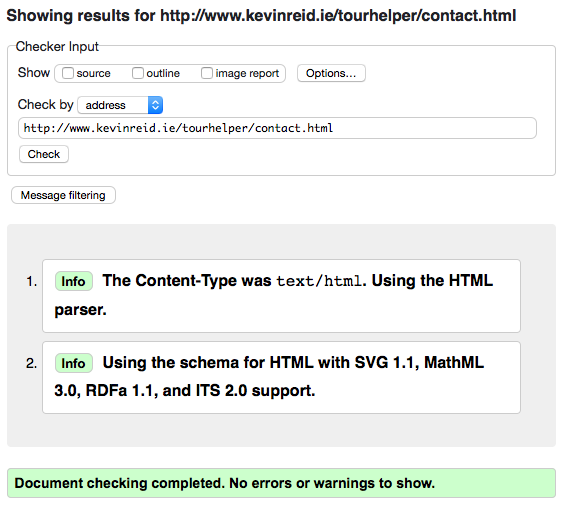 Showing results for http://www.kevinreid.ie/tourhelper/contact.html
Checker Input
Show source outline image report Options...
Check by address
http://www.kevinreid.ie/tourhelper/contact.html
Check
Message filtering
1. Info The Content-Type was text/html. Using the HTML
parser.
2. Info Using the schema for HTML with SVG 1.1, MathML
3.0, RDFa 1.1, and ITS 2.0 support.
Document checking completed. No errors or warnings to show.